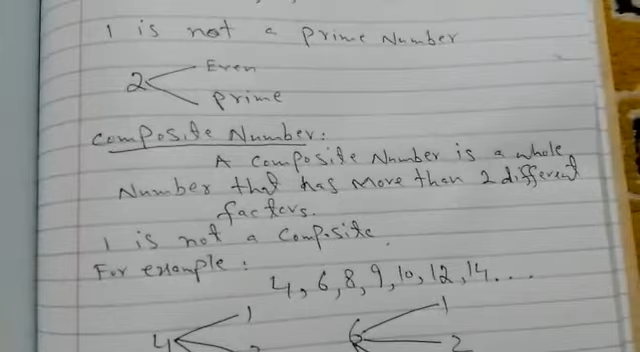 1 is not a prime Number
2 Even
prime
Composite Number:
A composite Number is a whole
Number that has more than 2 different
factors.
1 is not a composite
For example:
4, 6, 8, 9, 10, 12, 14...
4 1 6 1
2